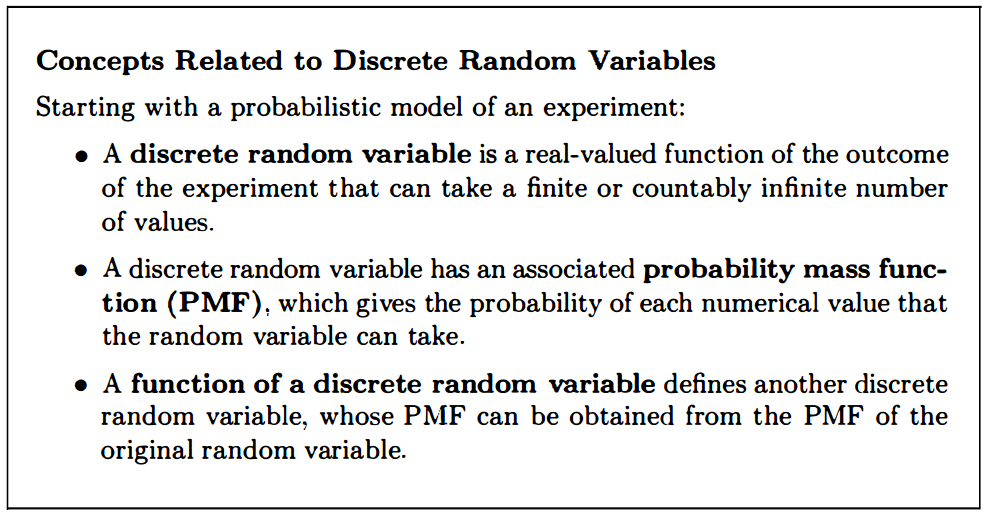 Concepts Related to Discrete Random Variables
Starting with a probabilistic model of an experiment:
• A discrete random variable is a real-valued function of the outcome
of the experiment that can take a finite or countably infinite number
of values.
• A discrete random variable has an associated probability mass func-
tion (PMF), which gives the probability of each numerical value that
the random variable can take.
• A function of a discrete random variable defines another discrete
random variable, whose PMF can be obtained from the PMF of the
original random variable.